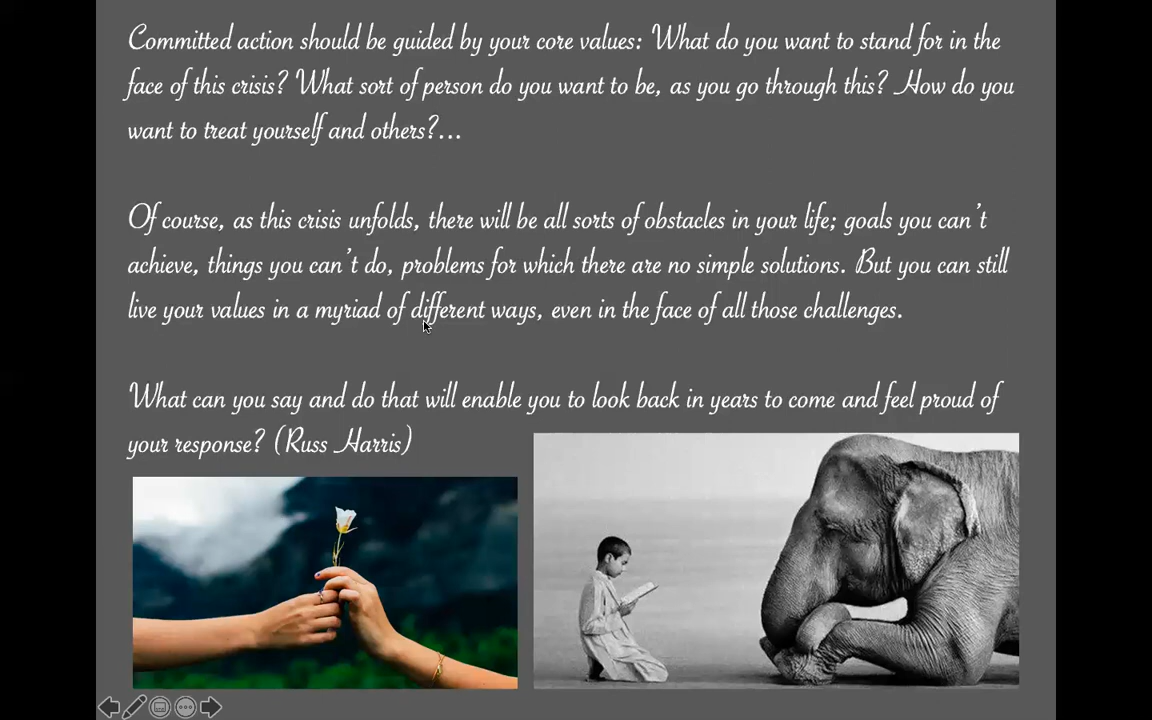 Committed action should be guided by your core values: What do you want to stand for in the
face of this crisis? What sort of person do you want to be, as you go through this? How do you
want to treat yourself and others?...
Of course, as this crisis unfolds, there will be all sorts of obstacles in your life; goals you can't
achieve, things you can't do, problems for which there are no simple solutions. But you can still
live your values in a myriad of different ways, even in the face of all those challenges.
What can you say and do that will enable you to look back in years to come and feel proud of
your response? (Russ Harris)